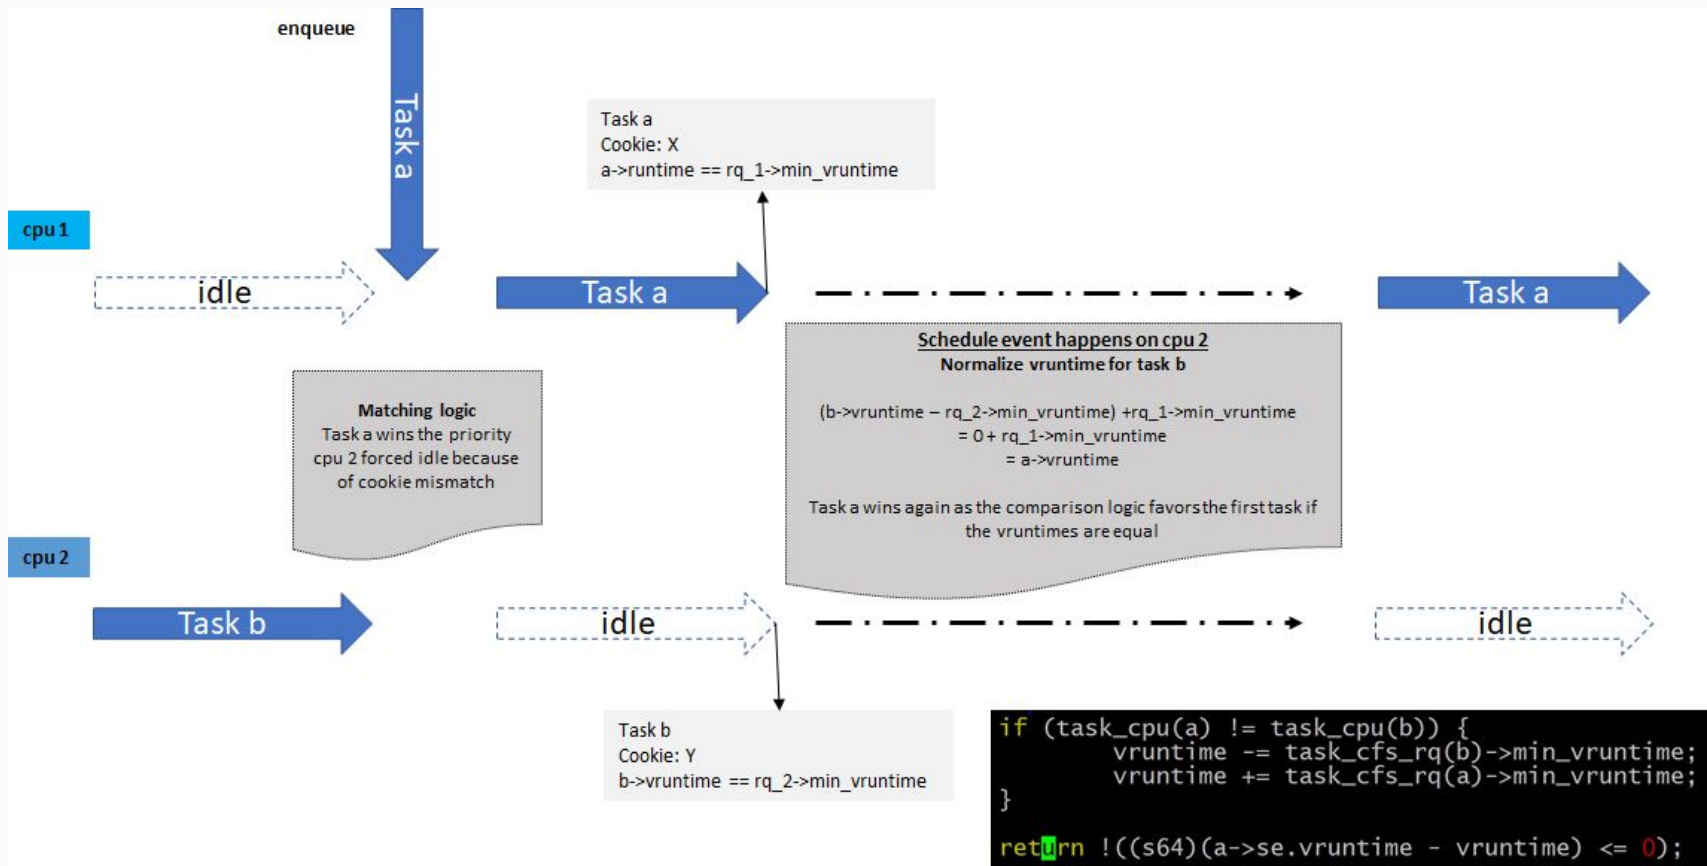 enqueue
Task a
Task a
Cookie: X
a->runtime == rq_1->min_vruntime
cpu 1
idle
Task a
Task a
Schedule event happens on cpu 2
Normalize vruntime for task b
(b->vruntime – rq_2->min_vruntime) +rq_1->min_vruntime
= 0 + rq_1->min_vruntime
= a->vruntime
Task a wins again as the comparison logic favors the first task if
the vruntimes are equal
Matching logic
Task a wins the priority
cpu 2 forced idle because
of cookie mismatch
cpu 2
Task b
idle
idle
Task b
Cookie: Y
b->vruntime == rq_2->min_vruntime
if (task_cpu(a) != task_cpu(b)) {
vruntime -= task_cfs_rq(b)->min_vruntime;
vruntime += task_cfs_rq(a)->min_vruntime;
}
return !((s64)(a->se.vruntime - vruntime) <= 0);